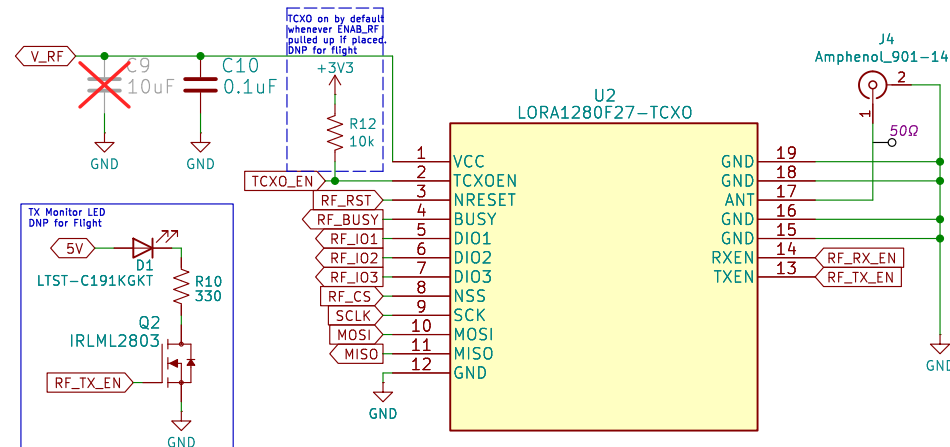 TCXO on by default
whenever ENAB_RF
pulled up if placed.
DNP for flight
V_RF
C9
10uF
C10
0.1uF
+3V3
R12
10k
GND
GND
TCXO_EN
RF_RST
RF_BUSY
RF_IO1
RF_IO2
RF_IO3
RF_CS
SCLK
MOSI
MISO
GND
U2
LORA1280F27-TCXO
1 VCC
2 TCXOEN
3 NRESET
4 BUSY
5 DIO1
6 DIO2
7 DIO3
8 NSS
9 SCK
10 MOSI
11 MISO
12 GND
GND 19
GND 18
ANT 17
GND 16
GND 15
RXEN 14
TXEN 13
RF_RX_EN
RF_TX_EN
J4
Amphenol_901-14
2
1
50Ω
GND
TX Monitor LED
DNP for Flight
5V
D1
LTST-C191KGKT
R10
330
Q2
IRLML2803
RF_TX_EN
GND